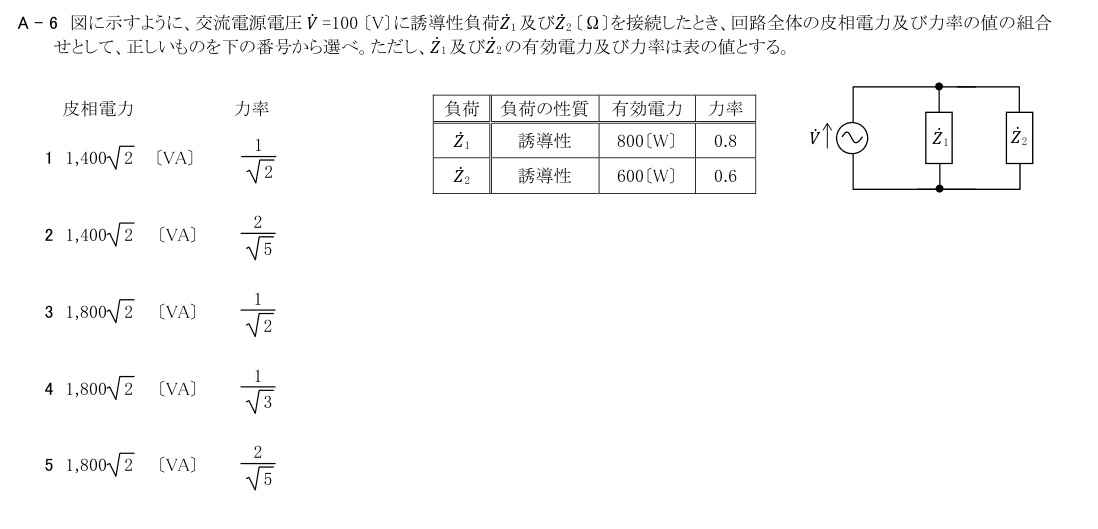 A－6 図に示すように、交流電源電圧 V̇ =100〔V〕に誘導性負荷Ż₁ 及びŻ₂〔Ω〕を接続したとき、回路全体の皮相電力及び力率の値の組合
せとして、正しいものを下の番号から選べ。ただし、Ż₁ 及びŻ₂ の有効電力及び力率は表の値とする。
皮相電力 力率
1 1,400√2 〔VA〕 1/√2
2 1,400√2 〔VA〕 2/√5
3 1,800√2 〔VA〕 1/√2
4 1,800√2 〔VA〕 1/√3
5 1,800√2 〔VA〕 2/√5
負荷 負荷の性質 有効電力 力率
Ż₁ 誘導性 800〔W〕 0.8
Ż₂ 誘導性 600〔W〕 0.6
V̇ Ż₁ Ż₂